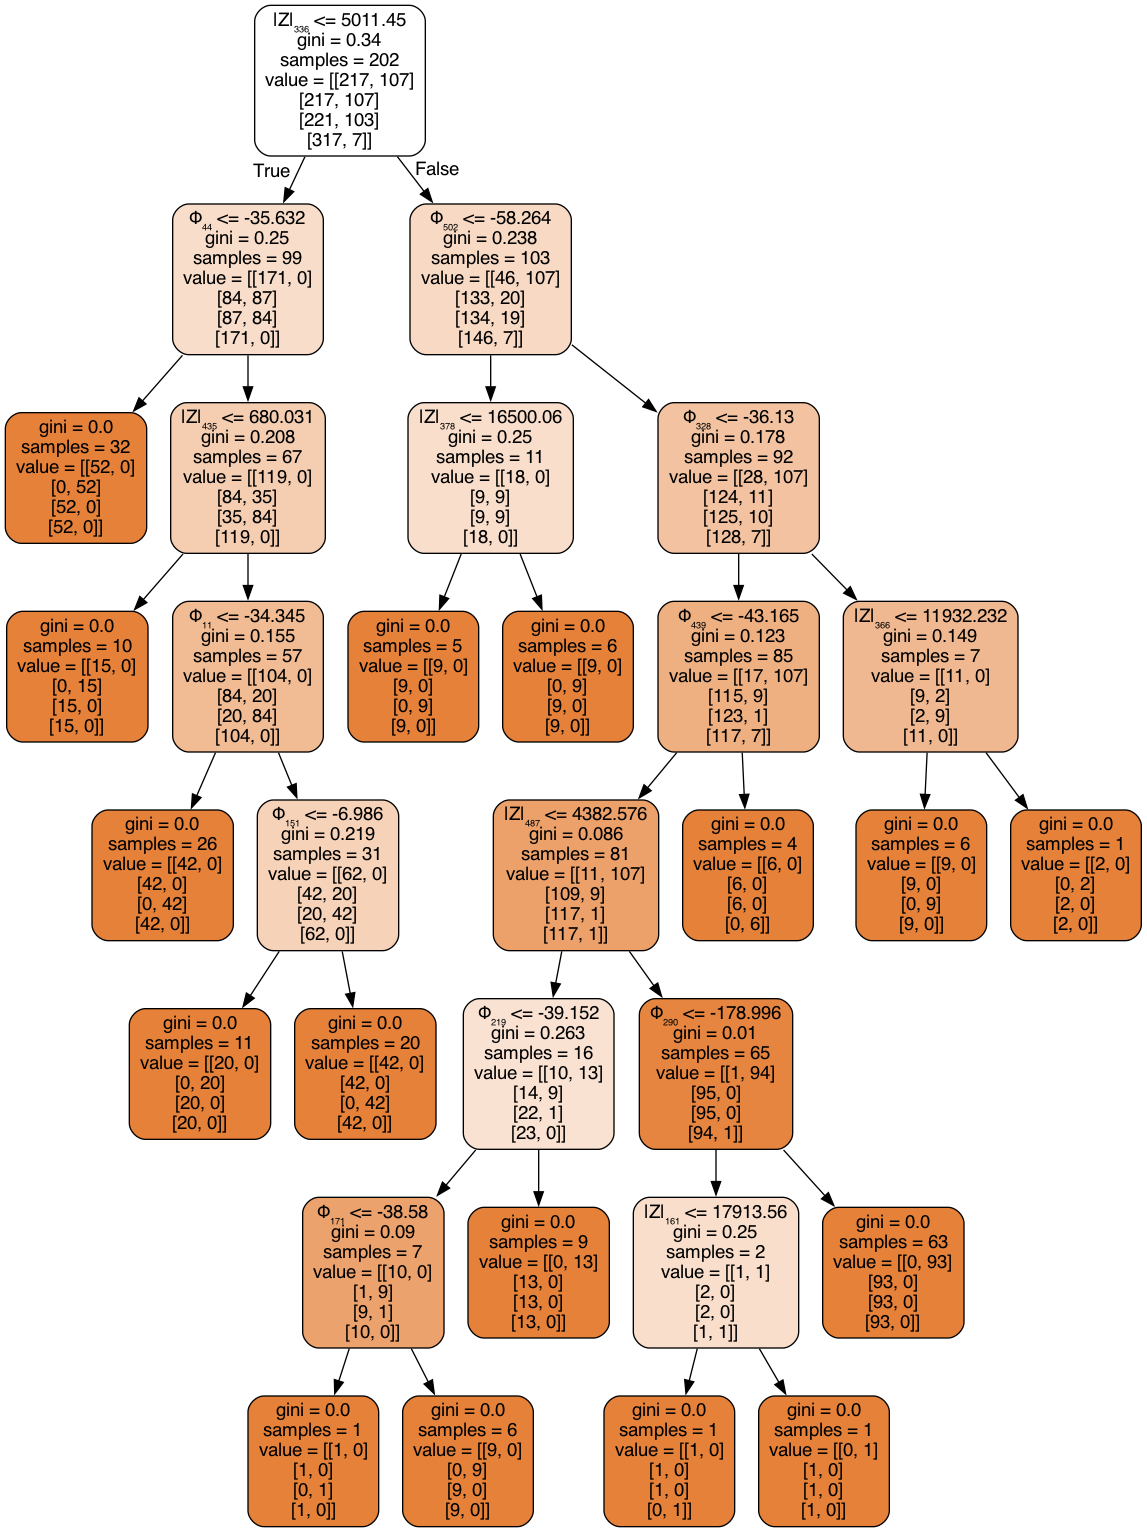 |Z|₃₃₆ <= 5011.45
gini = 0.34
samples = 202
value = [[217, 107]
[217, 107]
[221, 103]
[317, 7]]
True
False
Φ₄₄ <= -35.632
gini = 0.25
samples = 99
value = [[171, 0]
[84, 87]
[87, 84]
[171, 0]]
Φ₅₀₂ <= -58.264
gini = 0.238
samples = 103
value = [[46, 107]
[133, 20]
[134, 19]
[146, 7]]
gini = 0.0
samples = 32
value = [[52, 0]
[0, 52]
[52, 0]
[52, 0]]
|Z|₄₃₅ <= 680.031
gini = 0.208
samples = 67
value = [[119, 0]
[84, 35]
[35, 84]
[119, 0]]
|Z|₃₇₈ <= 16500.06
gini = 0.25
samples = 11
value = [[18, 0]
[9, 9]
[9, 9]
[18, 0]]
Φ₃₂₈ <= -36.13
gini = 0.178
samples = 92
value = [[28, 107]
[124, 11]
[125, 10]
[128, 7]]
gini = 0.0
samples = 10
value = [[15, 0]
[0, 15]
[15, 0]
[15, 0]]
Φ₁₁ <= -34.345
gini = 0.155
samples = 57
value = [[104, 0]
[84, 20]
[20, 84]
[104, 0]]
gini = 0.0
samples = 5
value = [[9, 0]
[9, 0]
[0, 9]
[9, 0]]
gini = 0.0
samples = 6
value = [[9, 0]
[0, 9]
[9, 0]
[9, 0]]
Φ₄₃₉ <= -43.165
gini = 0.123
samples = 85
value = [[17, 107]
[115, 9]
[123, 1]
[117, 7]]
|Z|₃₆₆ <= 11932.232
gini = 0.149
samples = 7
value = [[11, 0]
[9, 2]
[2, 9]
[11, 0]]
gini = 0.0
samples = 26
value = [[42, 0]
[42, 0]
[0, 42]
[42, 0]]
Φ₁₅₁ <= -6.986
gini = 0.219
samples = 31
value = [[62, 0]
[42, 20]
[20, 42]
[62, 0]]
|Z|₄₈₇ <= 4382.576
gini = 0.086
samples = 81
value = [[11, 107]
[109, 9]
[117, 1]
[117, 1]]
gini = 0.0
samples = 4
value = [[6, 0]
[6, 0]
[6, 0]
[0, 6]]
gini = 0.0
samples = 6
value = [[9, 0]
[9, 0]
[0, 9]
[9, 0]]
gini = 0.0
samples = 1
value = [[2, 0]
[0, 2]
[2, 0]
[2, 0]]
gini = 0.0
samples = 11
value = [[20, 0]
[0, 20]
[20, 0]
[20, 0]]
gini = 0.0
samples = 20
value = [[42, 0]
[42, 0]
[0, 42]
[42, 0]]
Φ₂₁₉ <= -39.152
gini = 0.263
samples = 16
value = [[10, 13]
[14, 9]
[22, 1]
[23, 0]]
Φ₂₉₀ <= -178.996
gini = 0.01
samples = 65
value = [[1, 94]
[95, 0]
[95, 0]
[94, 1]]
Φ₁₇₁ <= -38.58
gini = 0.09
samples = 7
value = [[10, 0]
[1, 9]
[9, 1]
[10, 0]]
gini = 0.0
samples = 9
value = [[0, 13]
[13, 0]
[13, 0]
[13, 0]]
|Z|₁₆₁ <= 17913.56
gini = 0.25
samples = 2
value = [[1, 1]
[2, 0]
[2, 0]
[1, 1]]
gini = 0.0
samples = 63
value = [[0, 93]
[93, 0]
[93, 0]
[93, 0]]
gini = 0.0
samples = 1
value = [[1, 0]
[1, 0]
[0, 1]
[1, 0]]
gini = 0.0
samples = 6
value = [[9, 0]
[0, 9]
[9, 0]
[9, 0]]
gini = 0.0
samples = 1
value = [[1, 0]
[1, 0]
[1, 0]
[0, 1]]
gini = 0.0
samples = 1
value = [[0, 1]
[1, 0]
[1, 0]
[1, 0]]